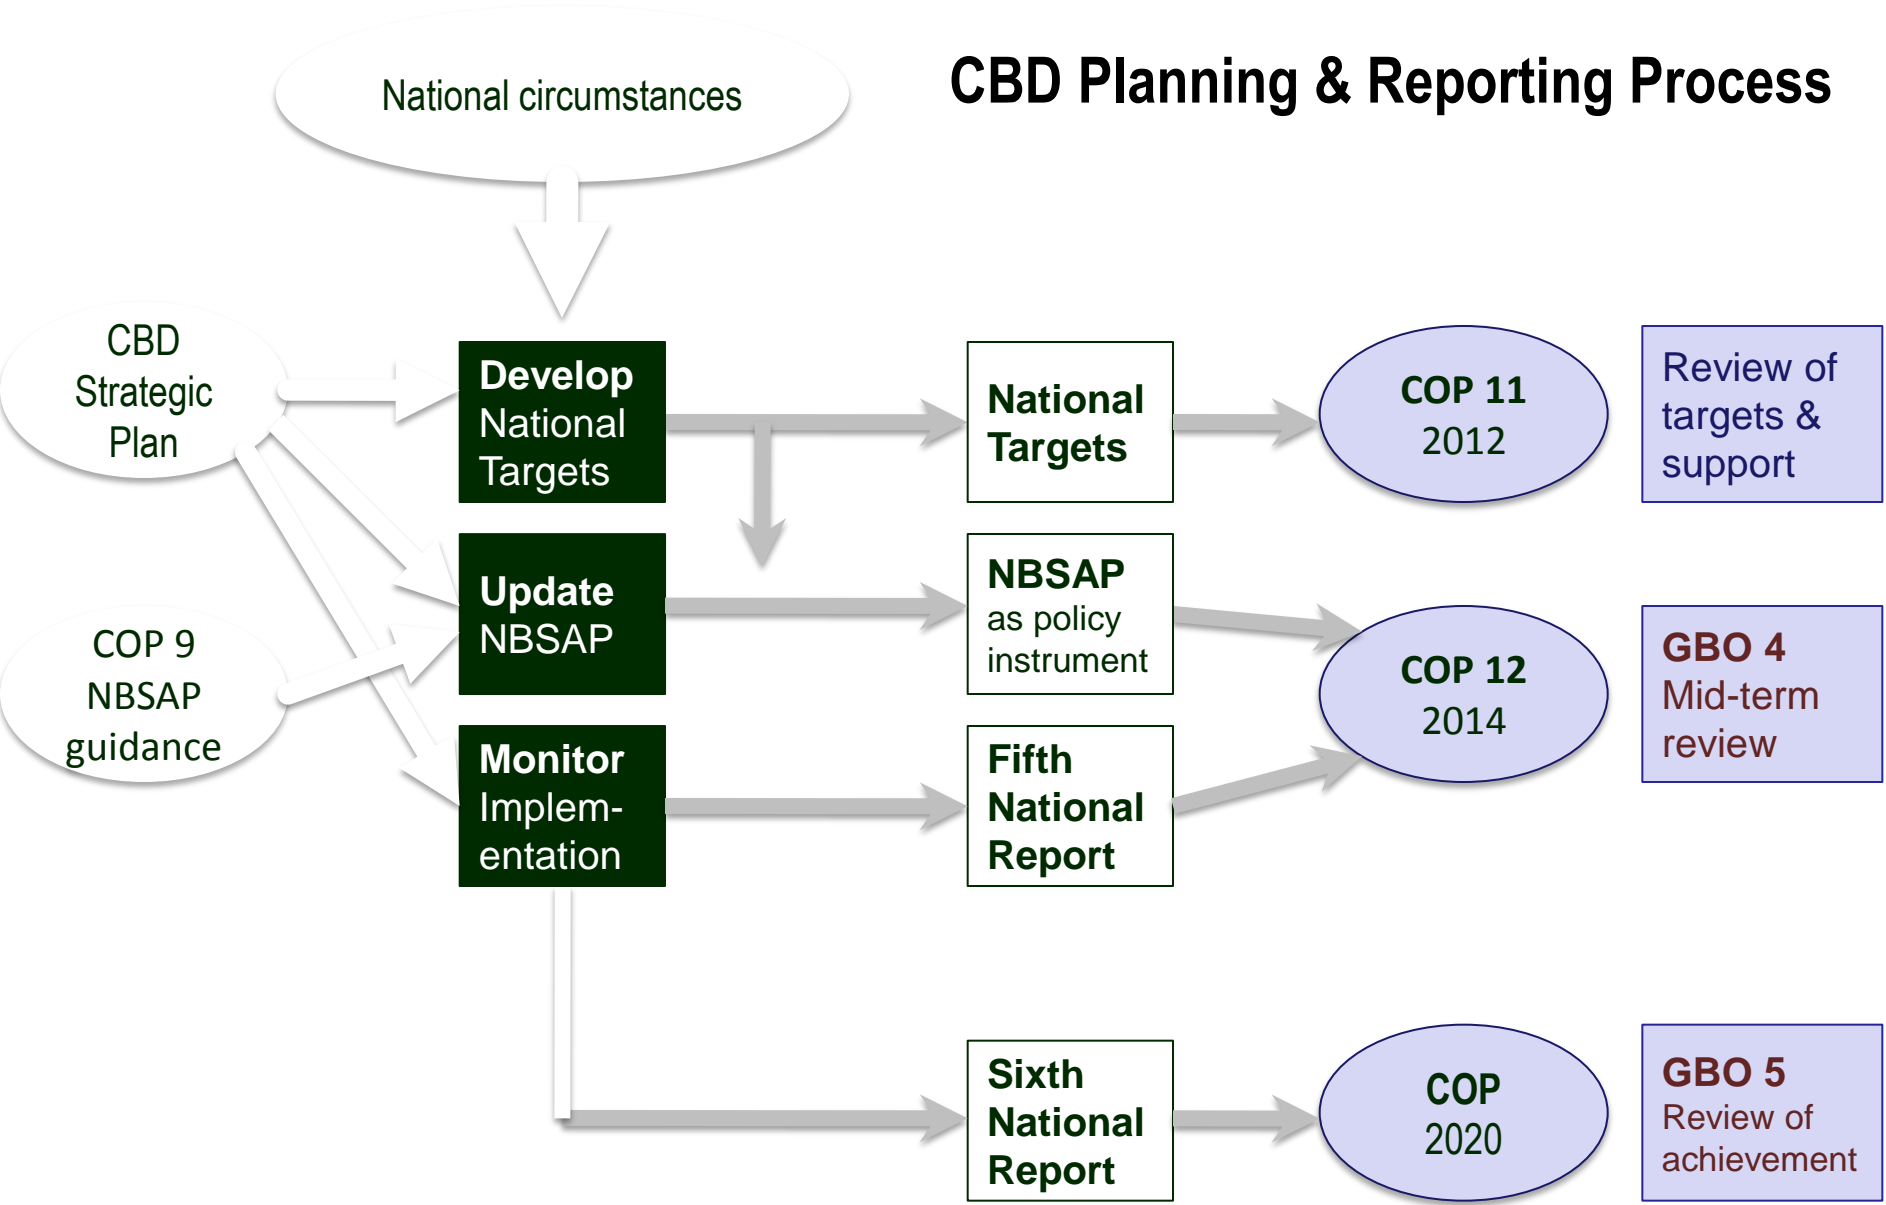 National circumstances
CBD Planning & Reporting Process
CBD
Strategic
Plan
COP 9
NBSAP
guidance
Develop
National
Targets
Update
NBSAP
Monitor
Implem-
entation
National
Targets
NBSAP
as policy
instrument
Fifth
National
Report
Sixth
National
Report
COP 11
2012
COP 12
2014
COP
2020
Review of
targets &
support
GBO 4
Mid-term
review
GBO 5
Review of
achievement